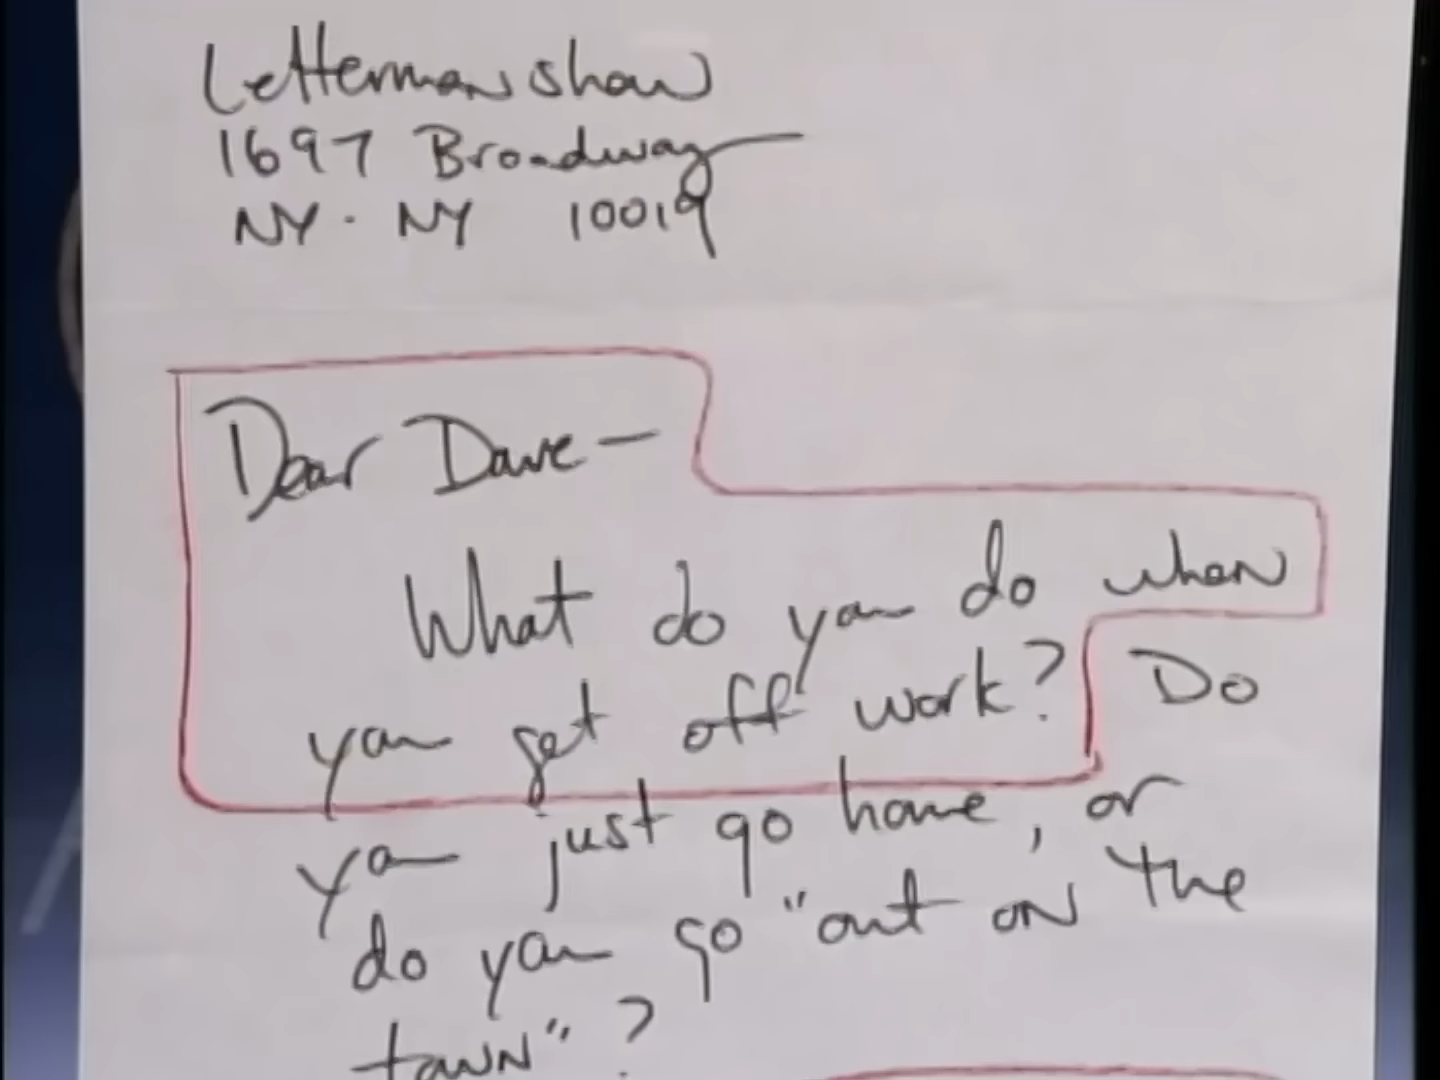 Letterman show
1697 Broadway
NY. NY 10019
Dear Dave —
What do you do when
you get off work? Do
you just go home, or
do you go "out on the
town"?